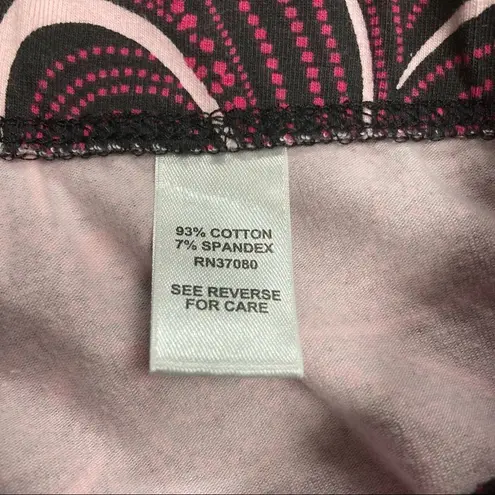 93% COTTON
7% SPANDEX
RN37080
SEE REVERSE
FOR CARE